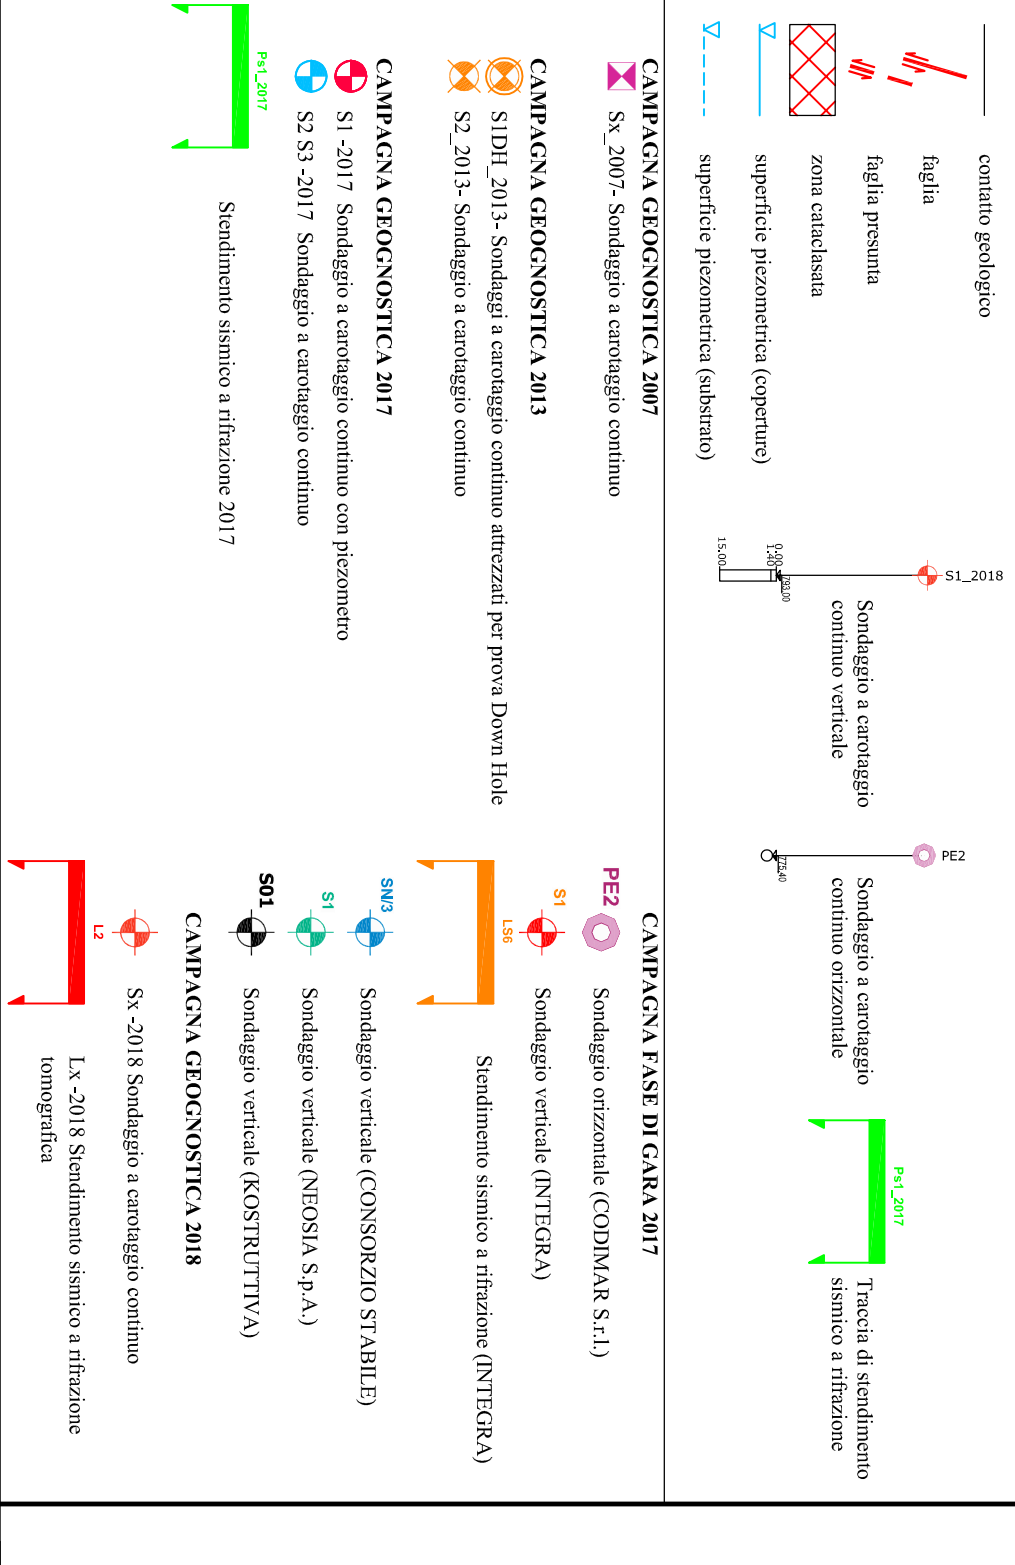 contatto geologico
faglia
faglia presunta
zona cataclasata
superficie piezometrica (coperture)
superficie piezometrica (substrato)
S1_2018
793.00
0.00
1.40
15.00
Sondaggio a carotaggio
continuo verticale
PE2
775.40
Sondaggio a carotaggio
continuo orizzontale
Ps1_2017
Traccia di stendimento
sismico a rifrazione
CAMPAGNA GEOGNOSTICA 2007
Sx_2007- Sondaggio a carotaggio continuo
CAMPAGNA GEOGNOSTICA 2013
S1DH_2013- Sondaggi a carotaggio continuo attrezzati per prova Down Hole
S2_2013- Sondaggio a carotaggio continuo
CAMPAGNA GEOGNOSTICA 2017
S1 -2017 Sondaggio a carotaggio continuo con piezometro
S2 S3 -2017 Sondaggio a carotaggio continuo
Ps1_2017
Stendimento sismico a rifrazione 2017
CAMPAGNA FASE DI GARA 2017
PE2
Sondaggio orizzontale (CODIMAR S.r.l.)
S1
Sondaggio verticale (INTEGRA)
LS6
Stendimento sismico a rifrazione (INTEGRA)
SN/3
Sondaggio verticale (CONSORZIO STABILE)
S1
Sondaggio verticale (NEOSIA S.p.A.)
S01
Sondaggio verticale (KOSTRUTTIVA)
CAMPAGNA GEOGNOSTICA 2018
Sx -2018 Sondaggio a carotaggio continuo
L2
Lx -2018 Stendimento sismico a rifrazione
tomografica